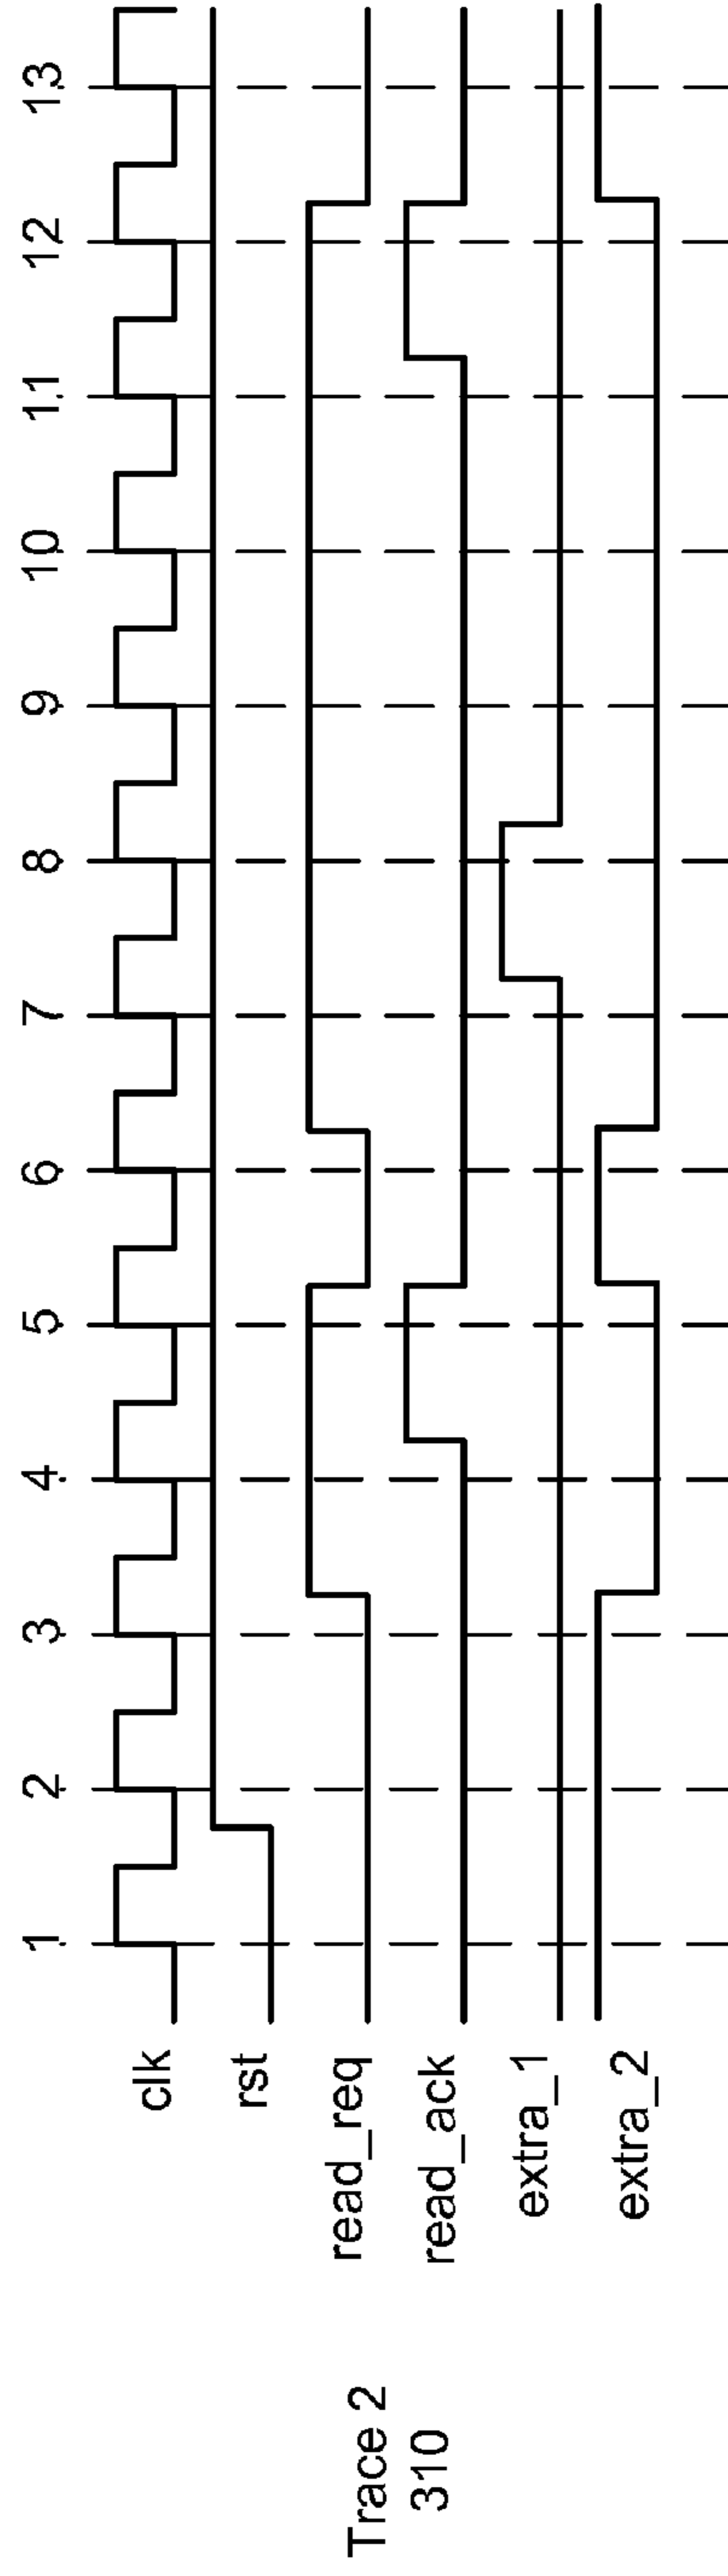 1 2 3 4 5 6 7 8 9 10 11 12 13
clk
rst
read_req
read_ack
extra_1
extra_2
Trace 2
310